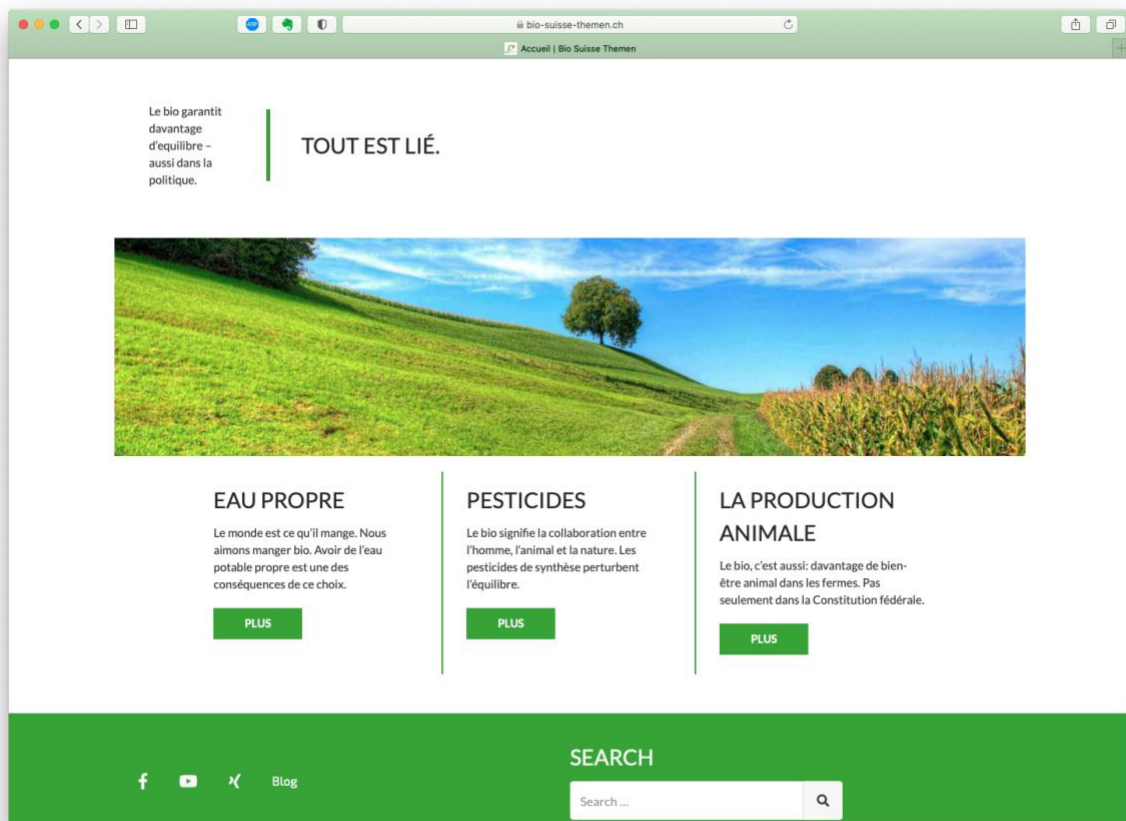 bio-suisse-themen.ch
Accueil | Bio Suisse Themen
Le bio garantit
davantage
d'equilibre –
aussi dans la
politique.
TOUT EST LIÉ.
EAU PROPRE
Le monde est ce qu'il mange. Nous
aimons manger bio. Avoir de l'eau
potable propre est une des
conséquences de ce choix.
PLUS
PESTICIDES
Le bio signifie la collaboration entre
l'homme, l'animal et la nature. Les
pesticides de synthèse perturbent
l'équilibre.
PLUS
LA PRODUCTION
ANIMALE
Le bio, c'est aussi: davantage de bien-
être animal dans les fermes. Pas
seulement dans la Constitution fédérale.
PLUS
Blog
SEARCH
Search ...